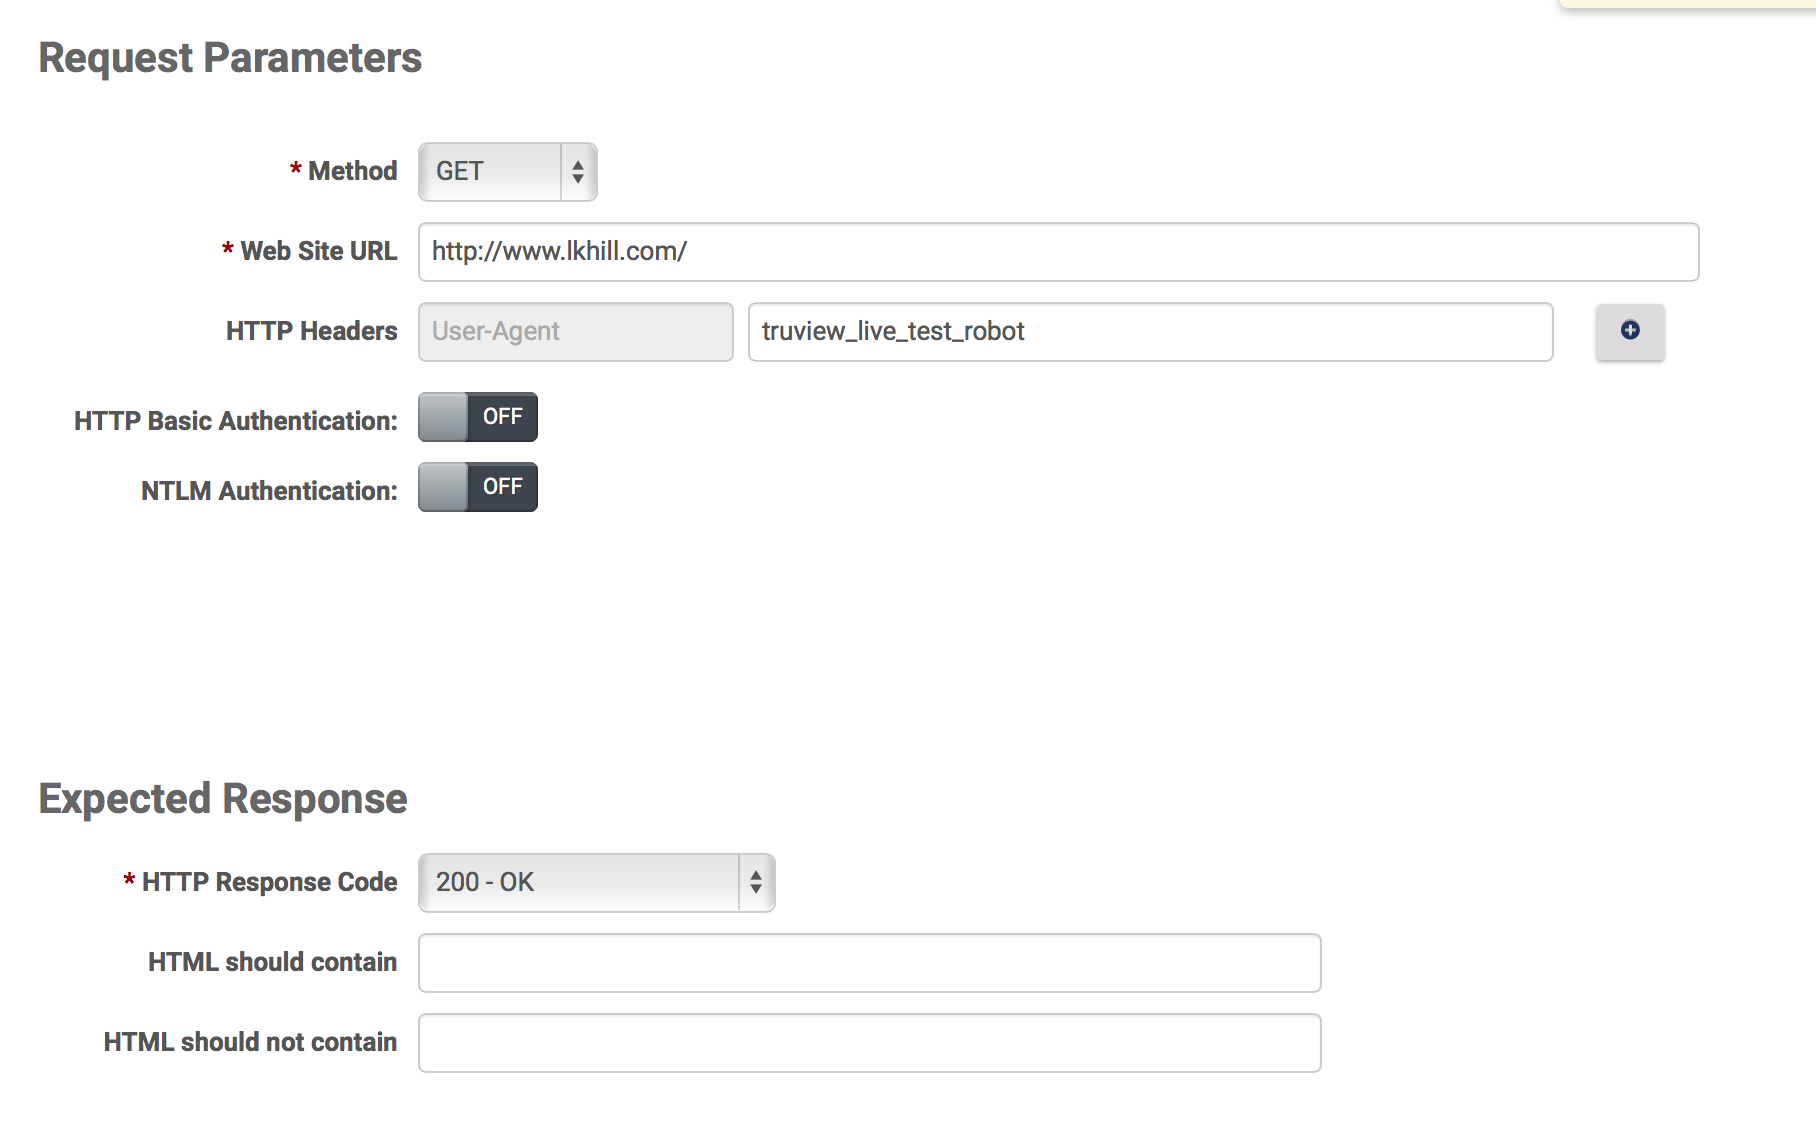 Request Parameters
* Method GET
* Web Site URL http://www.lkhill.com/
HTTP Headers User-Agent truview_live_test_robot
HTTP Basic Authentication: OFF
NTLM Authentication: OFF
Expected Response
* HTTP Response Code 200 - OK
HTML should contain
HTML should not contain